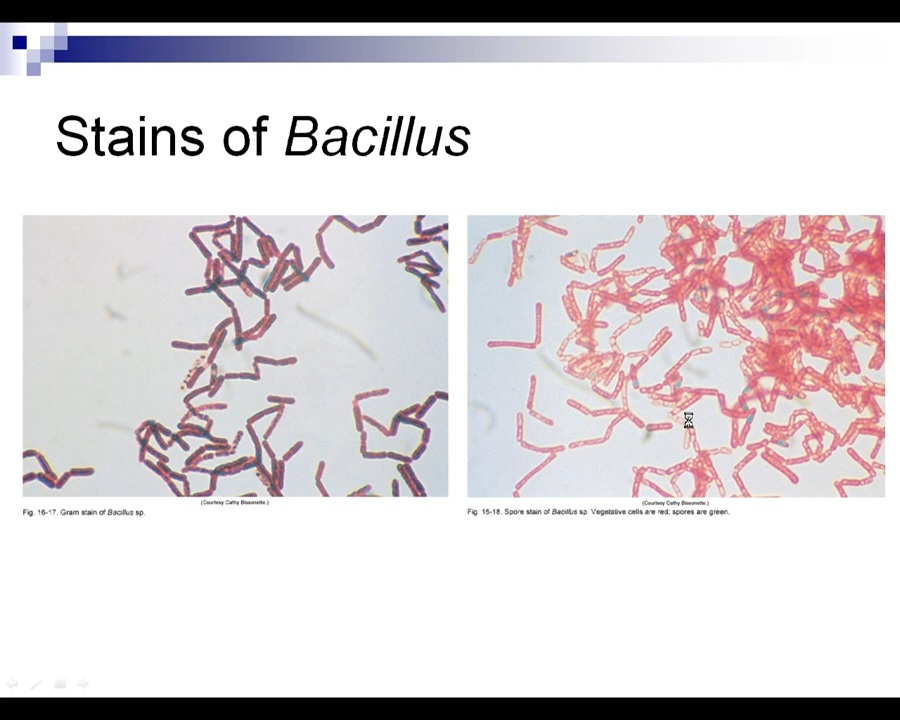 Stains of Bacillus
(Courtesy Cathy Bissonette.)
Fig. 16-17. Gram stain of Bacillus sp.
(Courtesy Cathy Bissonette.)
Fig. 16-18. Spore stain of Bacillus sp. Vegetative cells are red; spores are green.